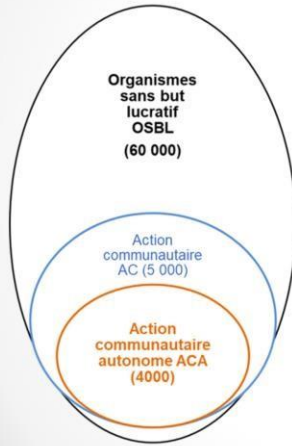 Organismes
sans but
lucratif
OSBL
(60 000)
Action
communautaire
AC (5 000)
Action
communautaire
autonome ACA
(4000)